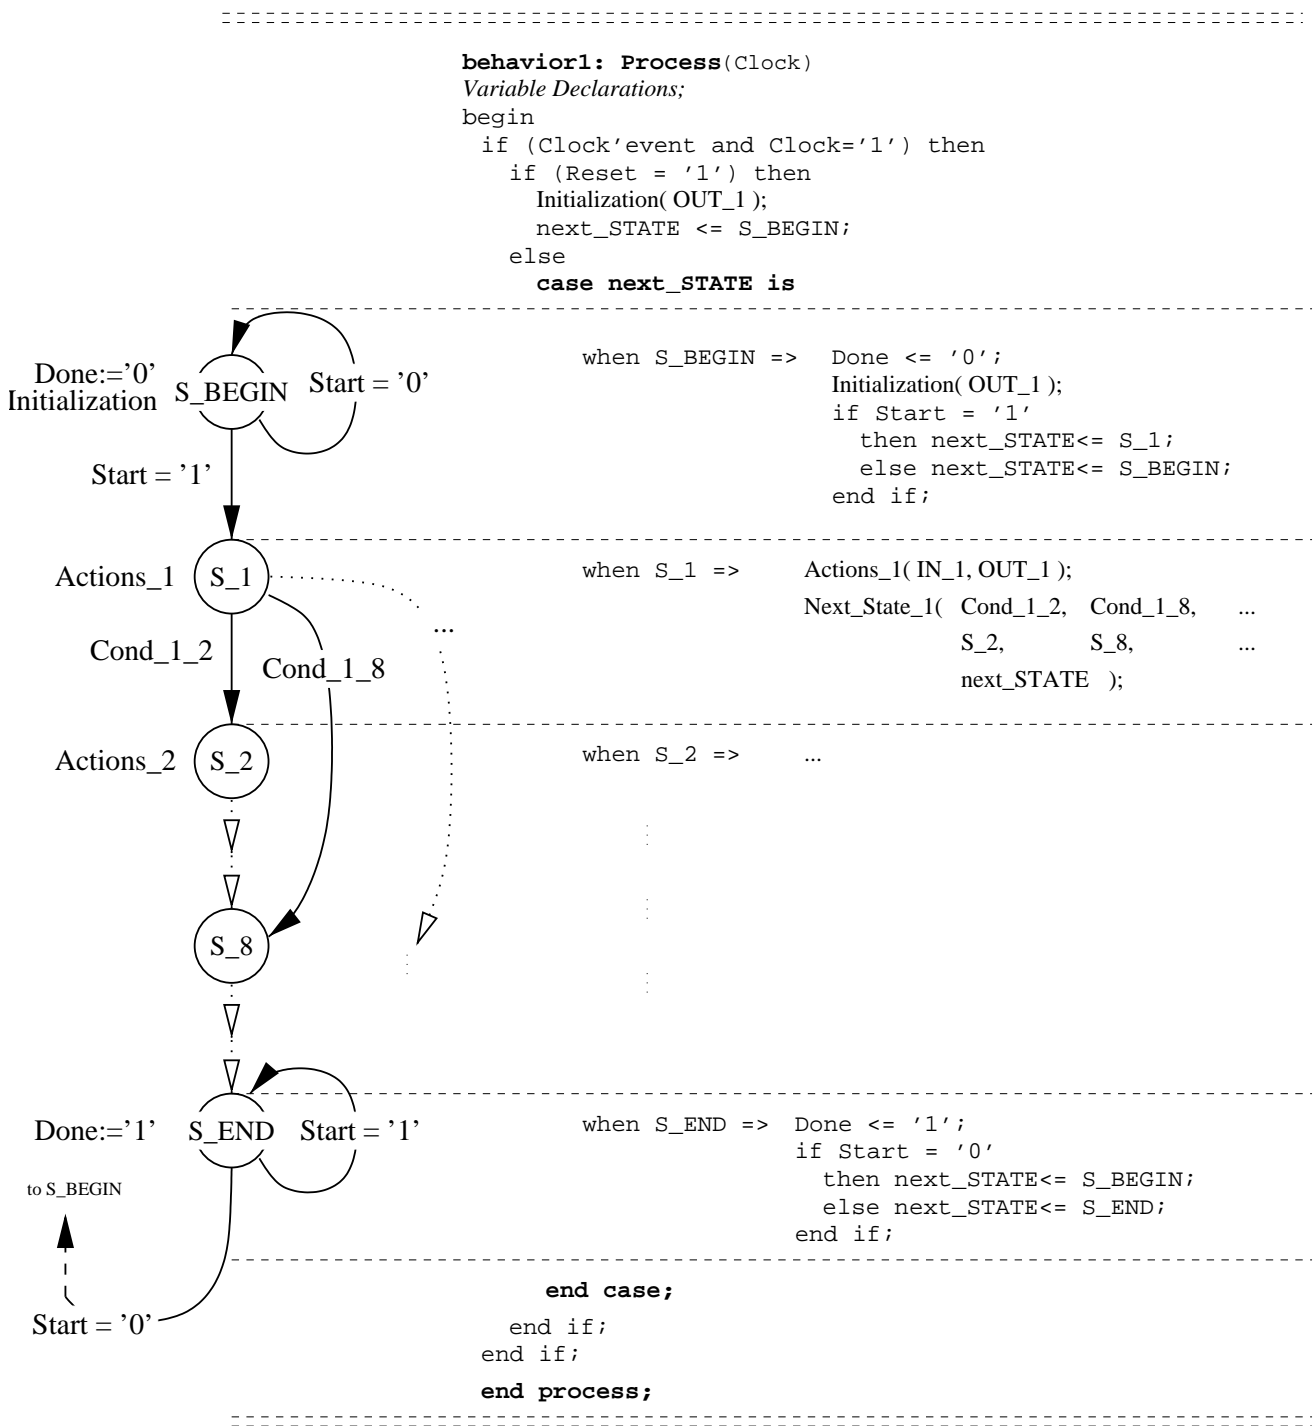 behavior1: Process(Clock)
Variable Declarations;
begin
if (Clock’event and Clock=’1’) then
if (Reset = ’1’) then
Initialization( OUT_1 );
next_STATE <= S_BEGIN;
else
case next_STATE is
Done:=’0’
Initialization
S_BEGIN
Start = ’0’
when S_BEGIN => Done <= ’0’;
Initialization( OUT_1 );
if Start = ’1’
then next_STATE<= S_1;
else next_STATE<= S_BEGIN;
end if;
Start = ’1’
Actions_1
S_1
when S_1 => Actions_1( IN_1, OUT_1 );
Next_State_1( Cond_1_2, Cond_1_8, ...
S_2, S_8, ...
next_STATE );
...
Cond_1_2
Cond_1_8
Actions_2
S_2
when S_2 => ...
S_8
Done:=’1’
S_END
Start = ’1’
when S_END => Done <= ’1’;
if Start = ’0’
then next_STATE<= S_BEGIN;
else next_STATE<= S_END;
end if;
to S_BEGIN
Start = ’0’
end case;
end if;
end if;
end process;